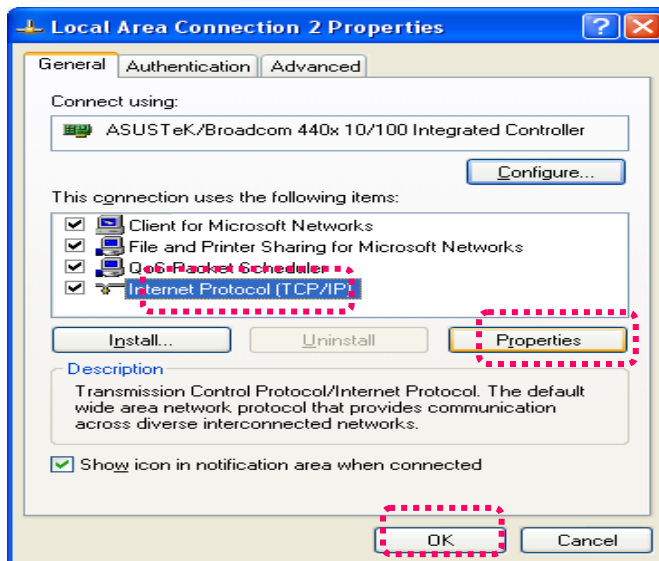 Local Area Connection 2 Properties
General Authentication Advanced
Connect using:
ASUSTeK/Broadcom 440x 10/100 Integrated Controller
Configure...
This connection uses the following items:
Client for Microsoft Networks
File and Printer Sharing for Microsoft Networks
QoS Packet Scheduler
Internet Protocol (TCP/IP)
Install... Uninstall Properties
Description
Transmission Control Protocol/Internet Protocol. The default
wide area network protocol that provides communication
across diverse interconnected networks.
Show icon in notification area when connected
OK Cancel